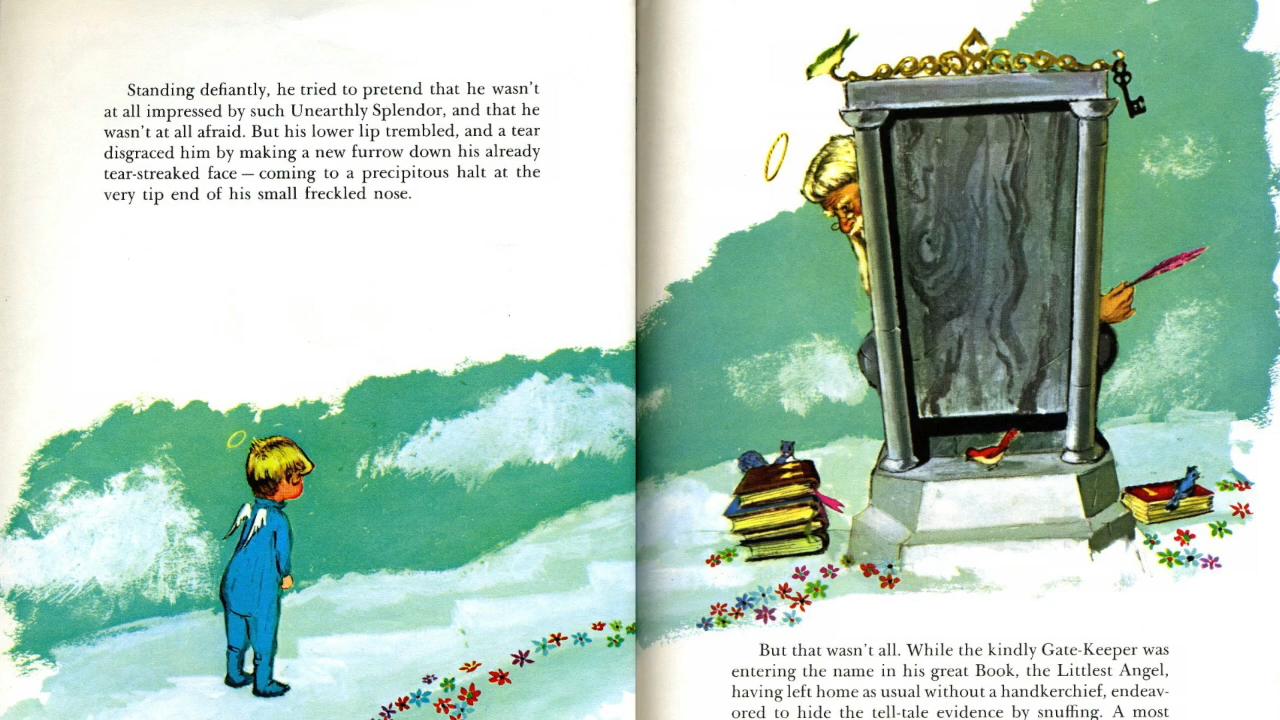 Standing defiantly, he tried to pretend that he wasn't
at all impressed by such Unearthly Splendor, and that he
wasn't at all afraid. But his lower lip trembled, and a tear
disgraced him by making a new furrow down his already
tear-streaked face — coming to a precipitous halt at the
very tip end of his small freckled nose.
But that wasn't all. While the kindly Gate-Keeper was
entering the name in his great Book, the Littlest Angel,
having left home as usual without a handkerchief, endeav-
ored to hide the tell-tale evidence by snuffing. A most